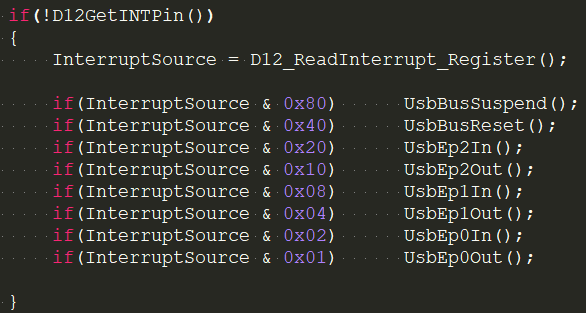 if(!D12GetINTPin())
{
InterruptSource = D12_ReadInterrupt_Register();
if(InterruptSource & 0x80) UsbBusSuspend();
if(InterruptSource & 0x40) UsbBusReset();
if(InterruptSource & 0x20) UsbEp2In();
if(InterruptSource & 0x10) UsbEp2Out();
if(InterruptSource & 0x08) UsbEp1In();
if(InterruptSource & 0x04) UsbEp1Out();
if(InterruptSource & 0x02) UsbEp0In();
if(InterruptSource & 0x01) UsbEp0Out();
}